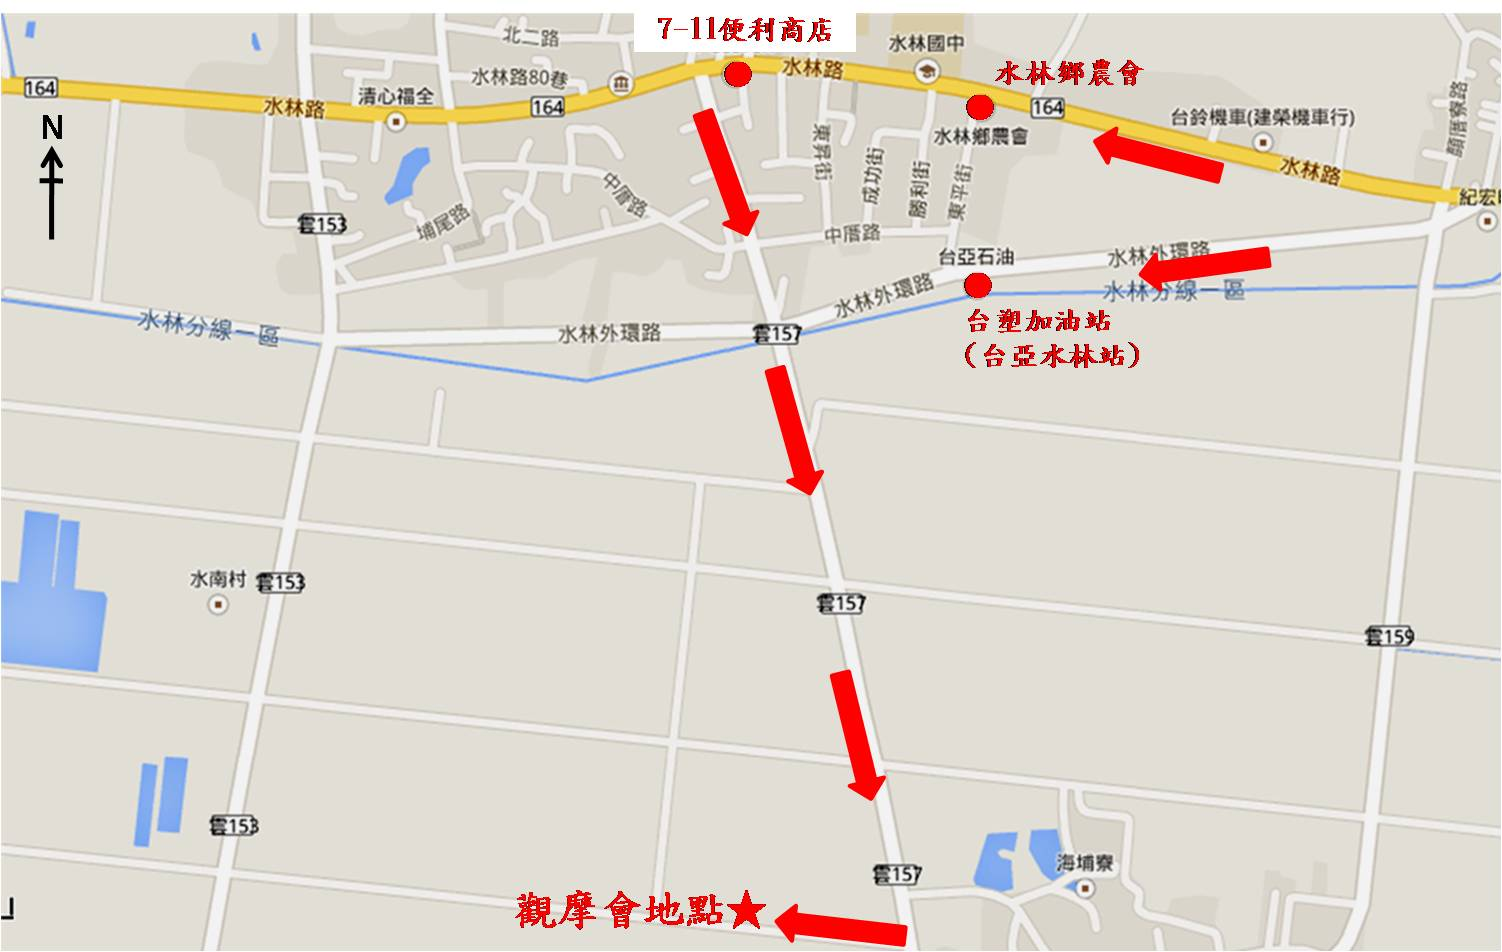 7-11便利商店
北二路
水林國中
水林路
水林路80巷
水林鄉農會
164
水林路
清心福全
164
164
台鈴機車(建榮機車行)
顏厝寮路
N
水林鄉農會
東昇街
成功街
勝利街
東平街
水林路
中厝路
紀宏
雲153
埔尾路
中厝路
台亞石油
水林外環路
水林外環路
水林分線一區
水林分線一區
水林外環路
雲157
台塑加油站
(台亞水林站)
水南村
雲153
雲157
雲159
雲153
海埔寮
雲157
觀摩會地點